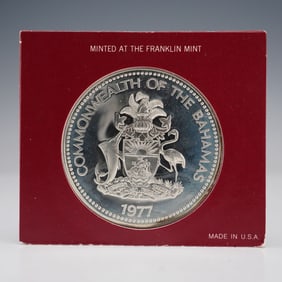 MINTED AT THE FRANKLIN MINT
COMMONWEALTH OF THE BAHAMAS
1977
MADE IN U.S.A.